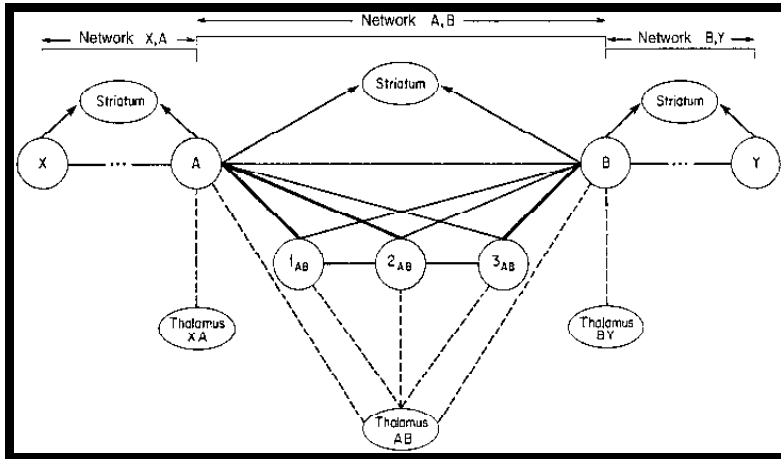 Network A,B
Network X,A
Network B,Y
Striatum
Striatum
Striatum
X
...
A
B
...
Y
1AB
2AB
3AB
Thalamus
XA
Thalamus
BY
Thalamus
AB